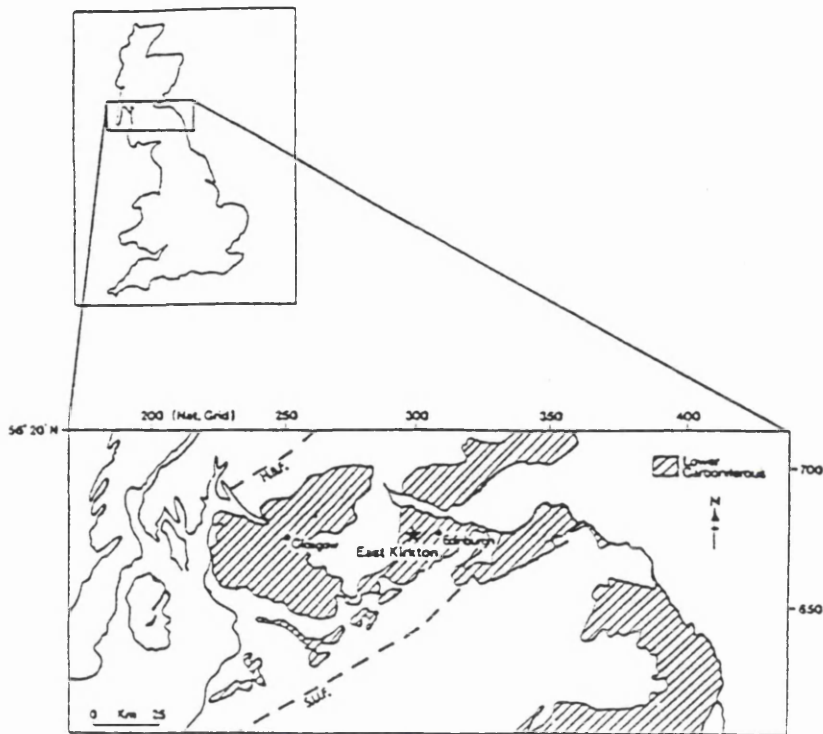 200 (Nat. Grid) 250 300 350 400
56° 20' N
Lower
Carboniferous
700
H.B.F.
N
Glasgow
East Kirkton
Edinburgh
650
S.U.F.
0 Km 25